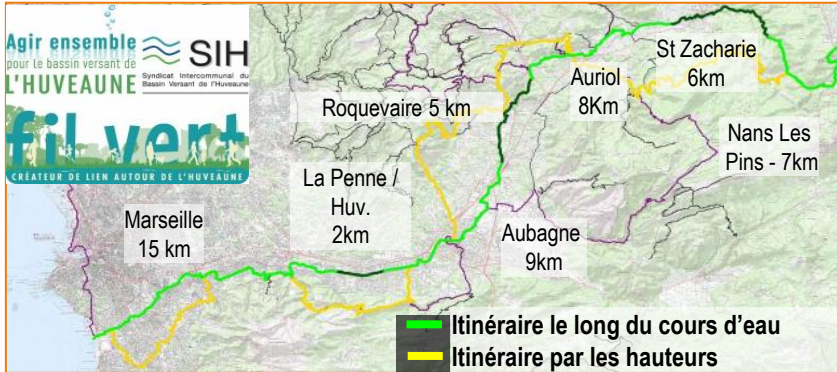 Agir ensemble
pour le bassin versant de
L'HUVEAUNE
SIH
Syndicat Intercommunal du
Bassin Versant de l'Huveaune
fil vert
CRÉATEUR DE LIEN AUTOUR DE L'HUVEAUNE
St Zacharie
6km
Auriol
8Km
Roquevaire 5 km
Nans Les
Pins - 7km
La Penne /
Huv.
2km
Marseille
15 km
Aubagne
9km
Itinéraire le long du cours d'eau
Itinéraire par les hauteurs